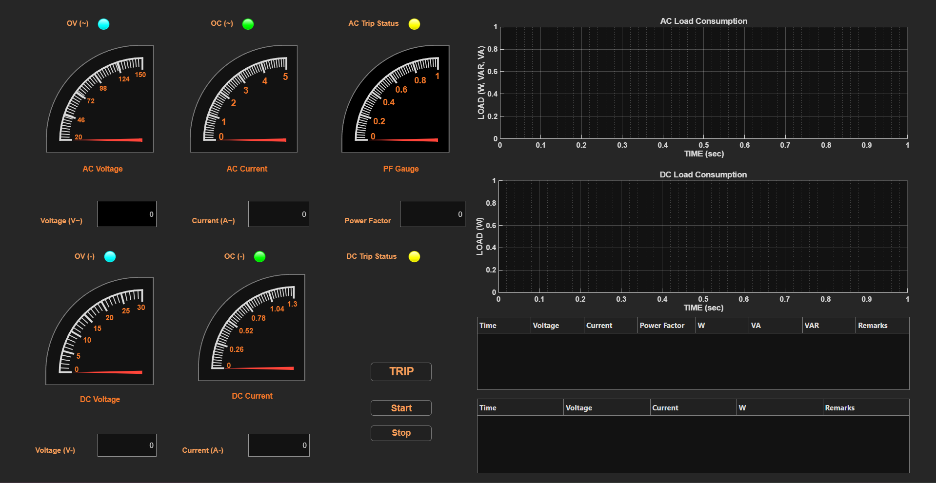 OV (~)
OC (~)
AC Trip Status
20
46
72
98
124
150
AC Voltage
0
1
2
3
4
5
AC Current
0
0.2
0.4
0.6
0.8
1
PF Gauge
Voltage (V~)
0
Current (A~)
0
Power Factor
0
OV (-)
OC (-)
DC Trip Status
0
5
10
15
20
25
30
DC Voltage
0
0.26
0.52
0.78
1.04
1.3
DC Current
Voltage (V-)
0
Current (A-)
0
TRIP
Start
Stop
AC Load Consumption
LOAD (W, VAR, VA)
1
0.8
0.6
0.4
0.2
0
0 0.1 0.2 0.3 0.4 0.5 0.6 0.7 0.8 0.9 1
TIME (sec)
DC Load Consumption
LOAD (W)
1
0.8
0.6
0.4
0.2
0
0 0.1 0.2 0.3 0.4 0.5 0.6 0.7 0.8 0.9 1
TIME (sec)
Time Voltage Current Power Factor W VA VAR Remarks
Time Voltage Current W Remarks